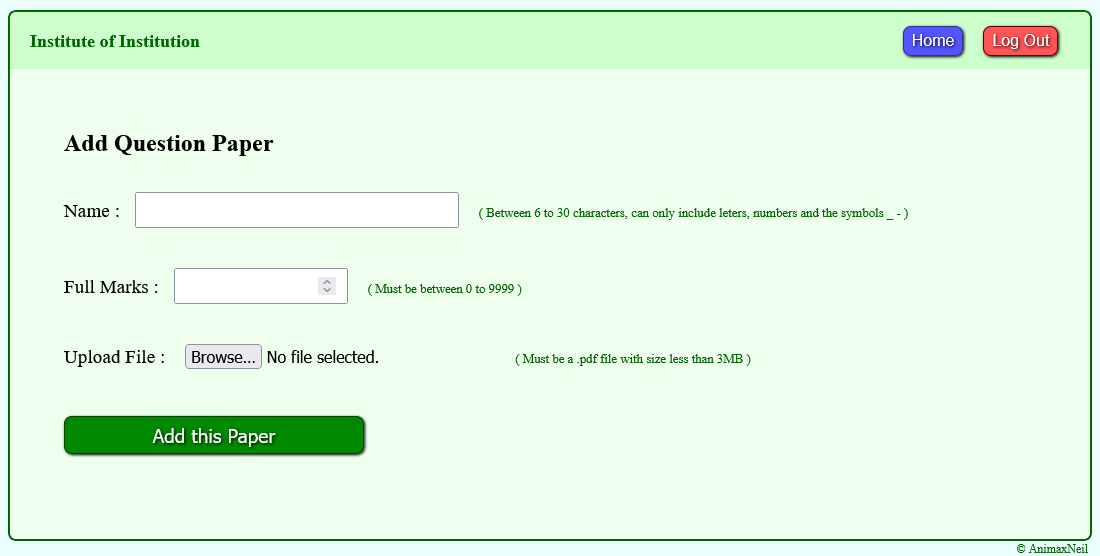 Institute of Institution Home Log Out
Add Question Paper
Name : ( Between 6 to 30 characters, can only include leters, numbers and the symbols _ - )
Full Marks : ( Must be between 0 to 9999 )
Upload File : Browse... No file selected. ( Must be a .pdf file with size less than 3MB )
Add this Paper
© AnimaxNeil